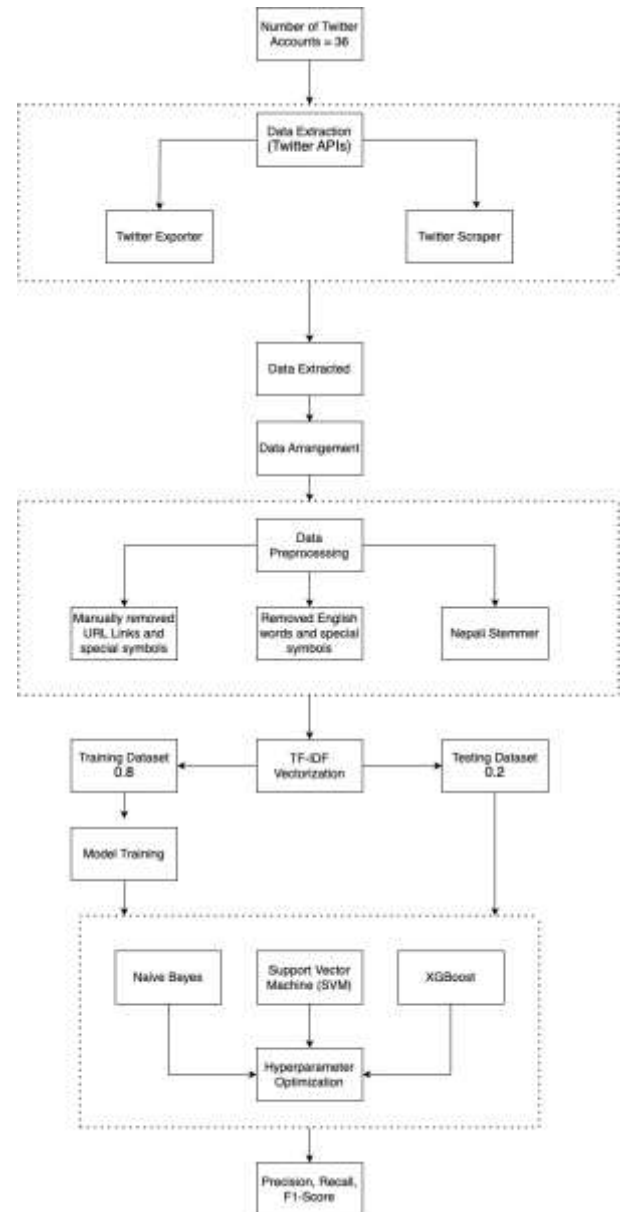 Number of Twitter
Accounts = 36
Data Extraction
(Twitter APIs)
Twitter Exporter
Twitter Scraper
Data Extracted
Data Arrangement
Data
Preprocessing
Manually removed
URL Links and
special symbols
Removed English
words and special
symbols
Nepali Stemmer
Training Dataset
0.8
TF-IDF
Vectorization
Testing Dataset
0.2
Model Training
Naive Bayes
Support Vector
Machine (SVM)
XGBoost
Hyperparameter
Optimization
Precision, Recall,
F1-Score